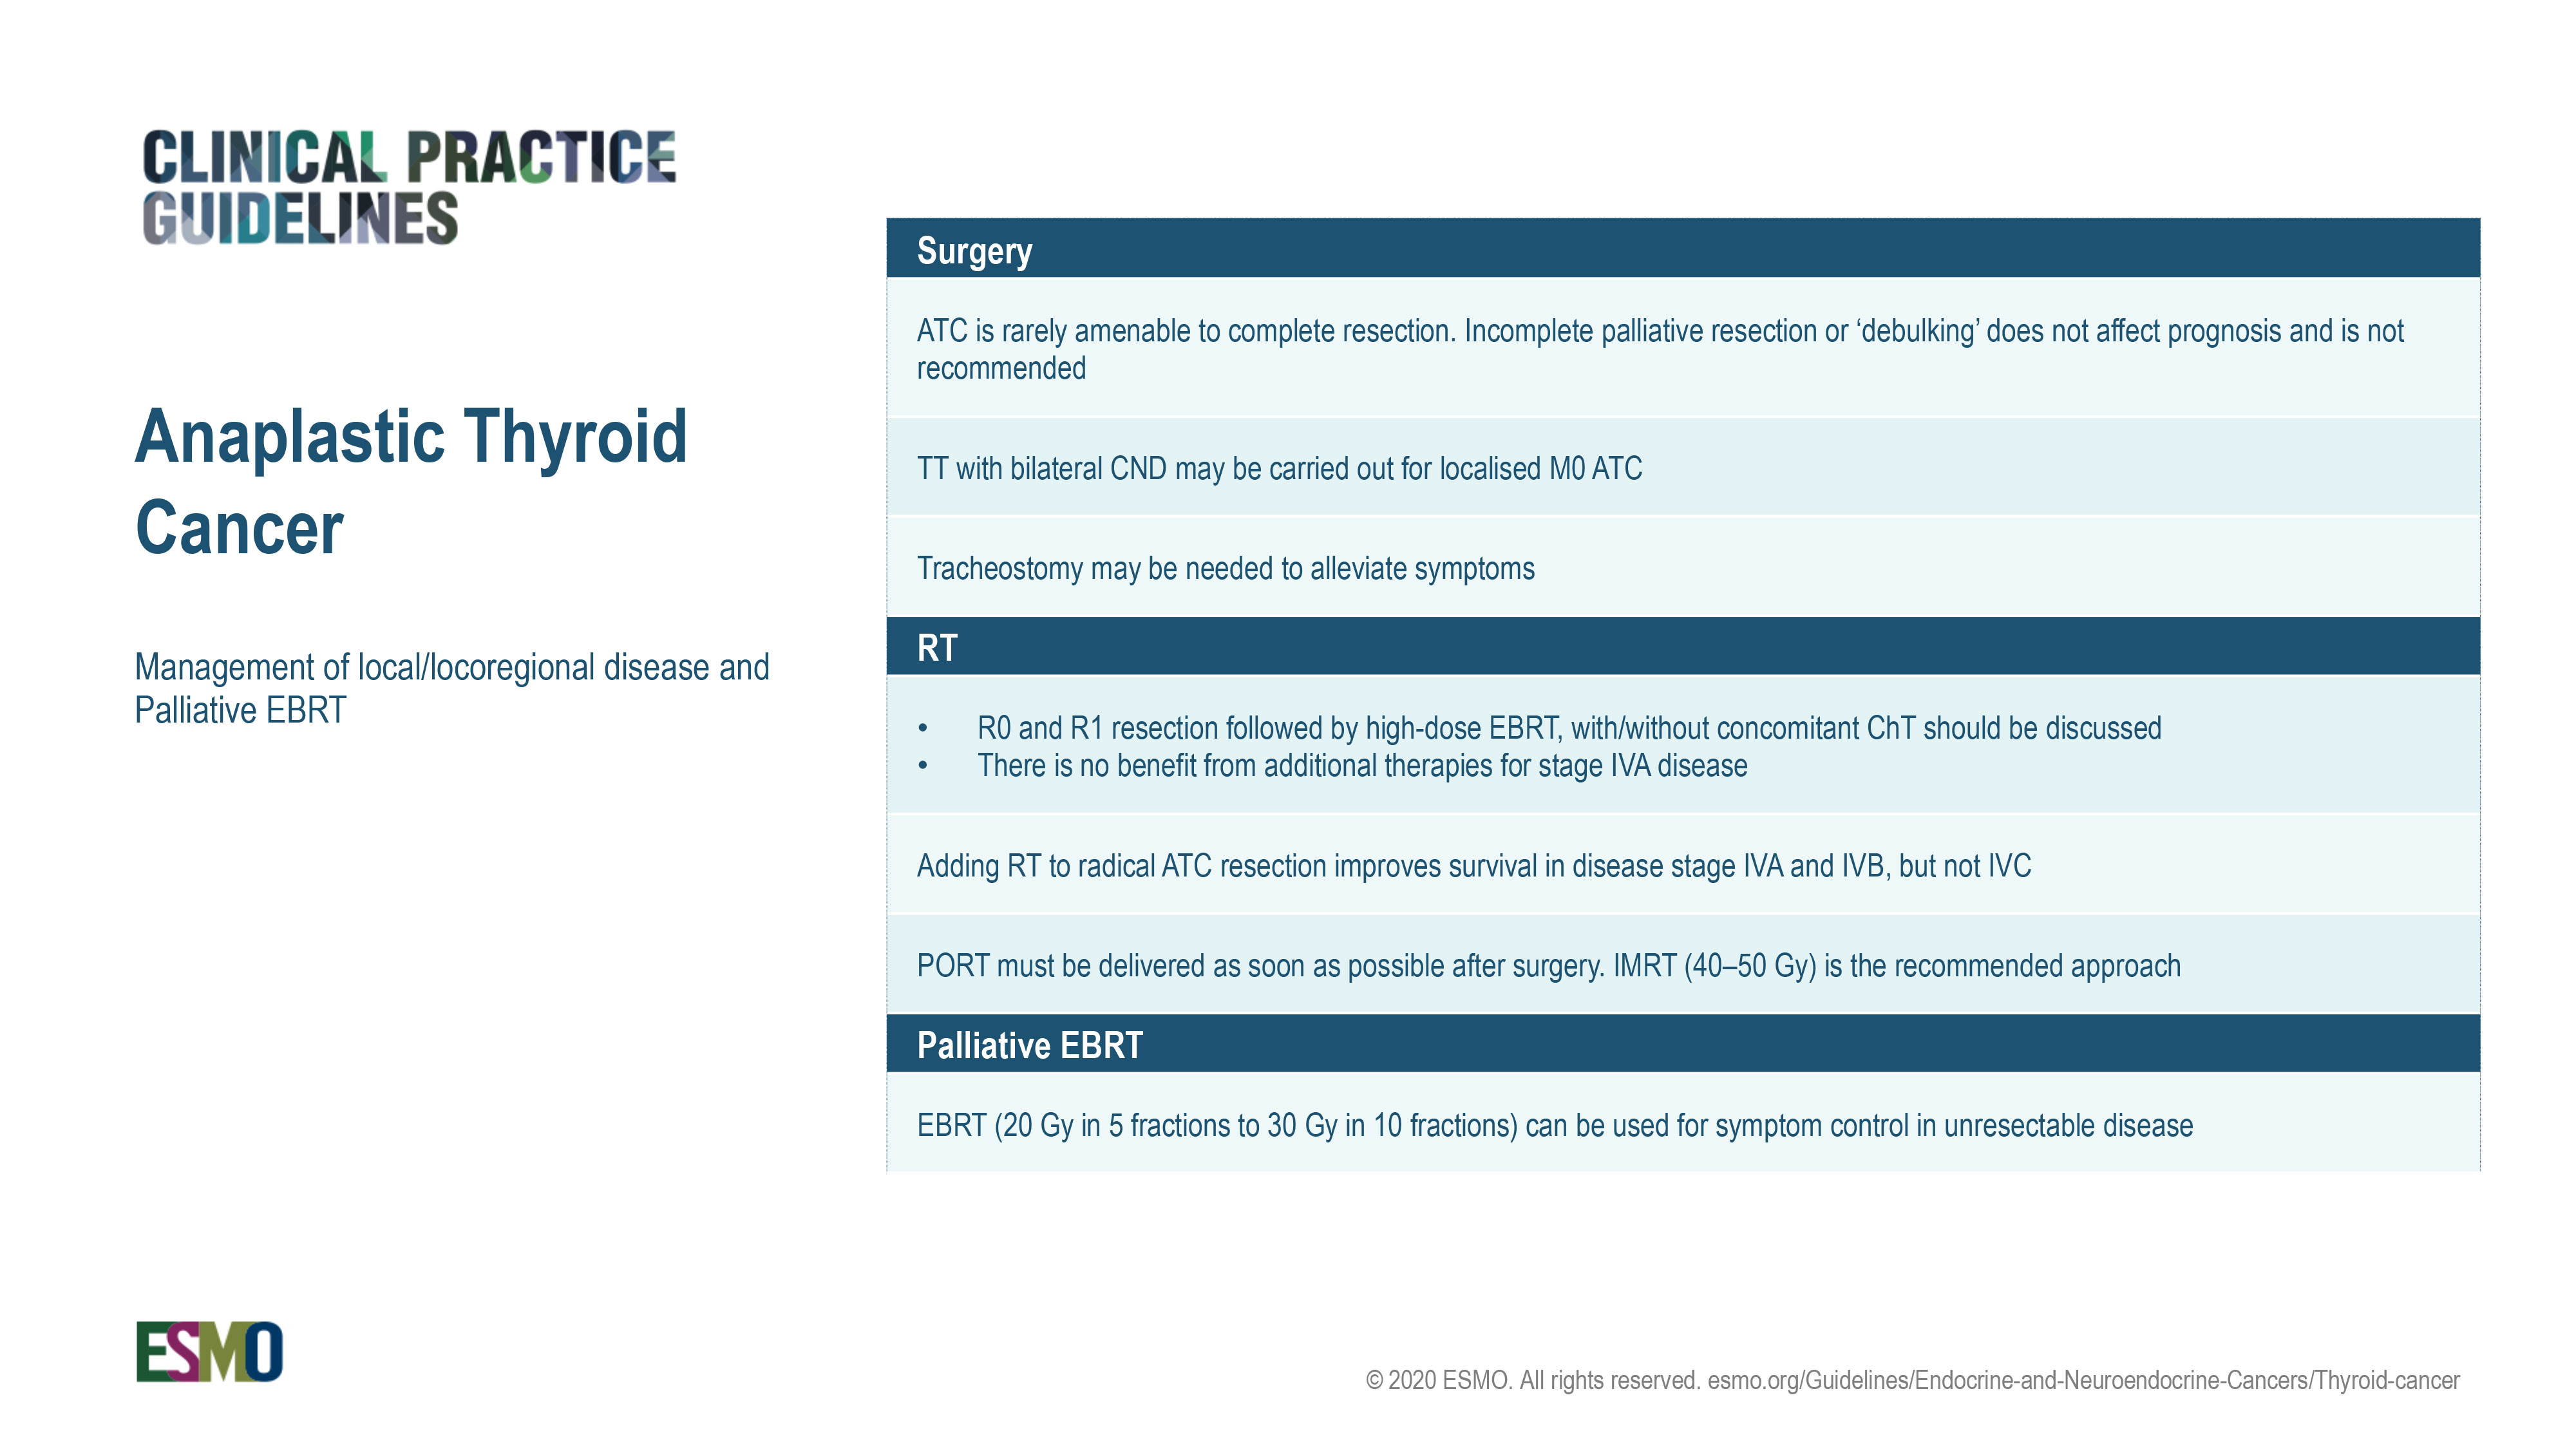 CLINICAL PRACTICE
GUIDELINES
Anaplastic Thyroid
Cancer
Management of local/locoregional disease and
Palliative EBRT
Surgery
ATC is rarely amenable to complete resection. Incomplete palliative resection or ‘debulking’ does not affect prognosis and is not
recommended
TT with bilateral CND may be carried out for localised M0 ATC
Tracheostomy may be needed to alleviate symptoms
RT
• R0 and R1 resection followed by high-dose EBRT, with/without concomitant ChT should be discussed
• There is no benefit from additional therapies for stage IVA disease
Adding RT to radical ATC resection improves survival in disease stage IVA and IVB, but not IVC
PORT must be delivered as soon as possible after surgery. IMRT (40–50 Gy) is the recommended approach
Palliative EBRT
EBRT (20 Gy in 5 fractions to 30 Gy in 10 fractions) can be used for symptom control in unresectable disease
ESMO
© 2020 ESMO. All rights reserved. esmo.org/Guidelines/Endocrine-and-Neuroendocrine-Cancers/Thyroid-cancer